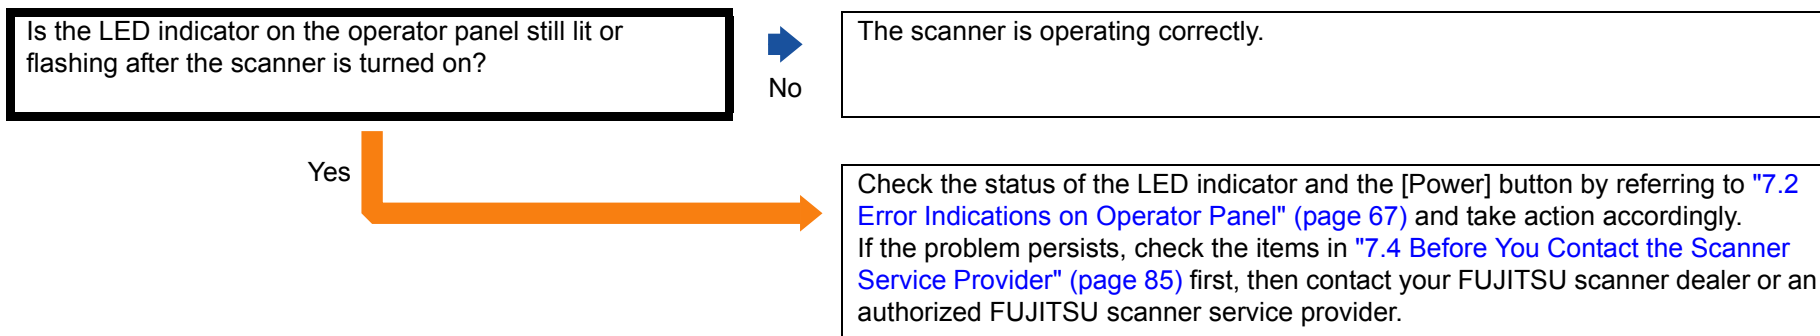 Is the LED indicator on the operator panel still lit or
flashing after the scanner is turned on?
No
The scanner is operating correctly.
Yes
Check the status of the LED indicator and the [Power] button by referring to "7.2
Error Indications on Operator Panel" (page 67) and take action accordingly.
If the problem persists, check the items in "7.4 Before You Contact the Scanner
Service Provider" (page 85) first, then contact your FUJITSU scanner dealer or an
authorized FUJITSU scanner service provider.